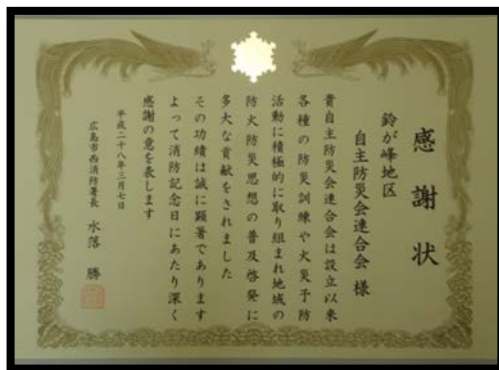 感謝状
鈴が峰地区
自主防災会連合会 様
貴自主防災会連合会は設立以来
各種の防災訓練や火災予防
活動に積極的に取り組まれ地域の
防火防災思想の普及啓発に
多大な貢献をされました
その功績は誠に顕著であります
よって消防記念日にあたり深く
感謝の意を表します
平成二十八年三月七日
広島市西消防署長 水落 勝